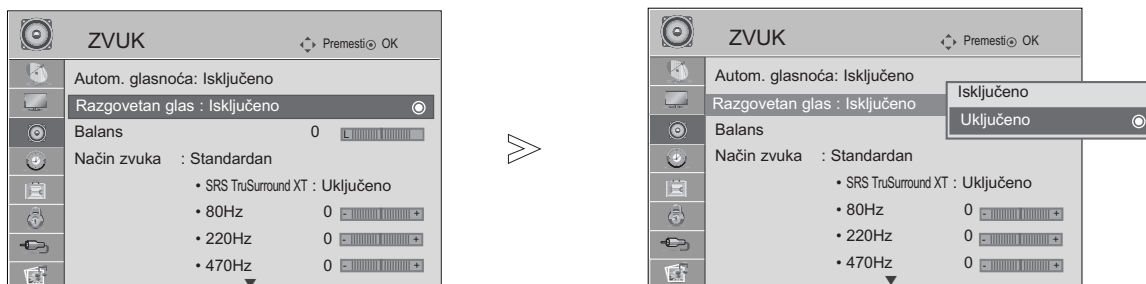 ZVUK
Premesti OK
Autom. glasnoća: Isključeno
Razgovetan glas : Isključeno
Balans 0 L
Način zvuka : Standardan
• SRS TruSurround XT : Uključeno
• 80Hz 0 - +
• 220Hz 0 - +
• 470Hz 0 - +
ZVUK
Premesti OK
Autom. glasnoća: Isključeno
Razgovetan glas : Isključeno
Isključeno
Uključeno
Balans
Način zvuka : Standardan
• SRS TruSurround XT : Uključeno
• 80Hz 0 - +
• 220Hz 0 - +
• 470Hz 0 - +